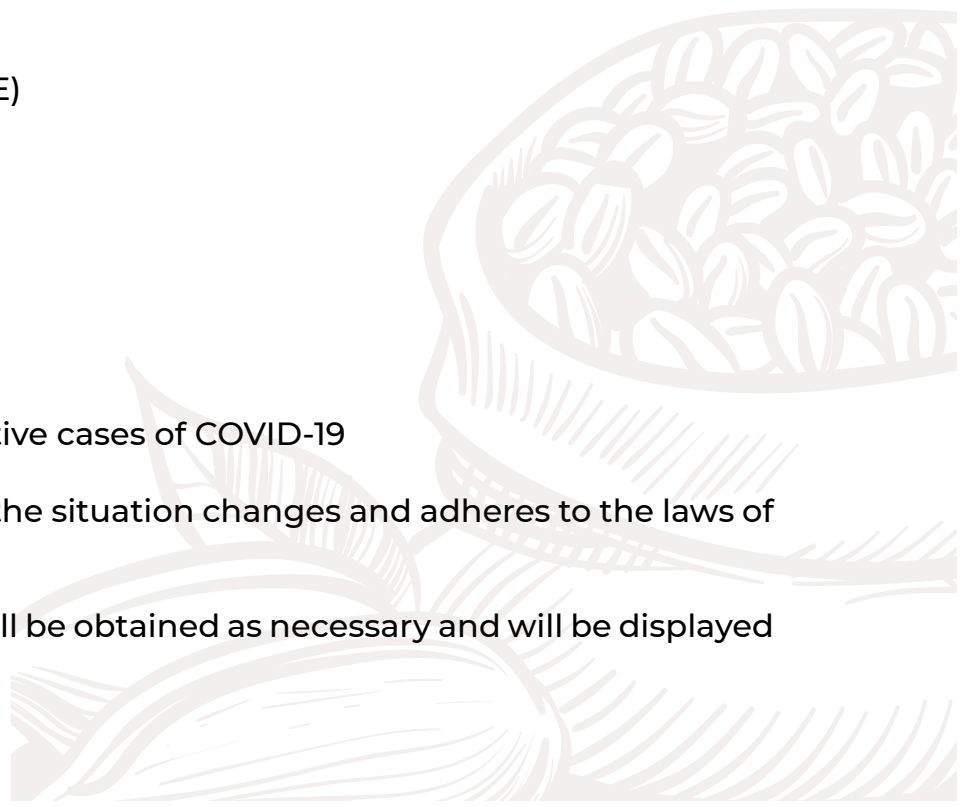 E)
tive cases of COVID-19
the situation changes and adheres to the laws of
ll be obtained as necessary and will be displayed